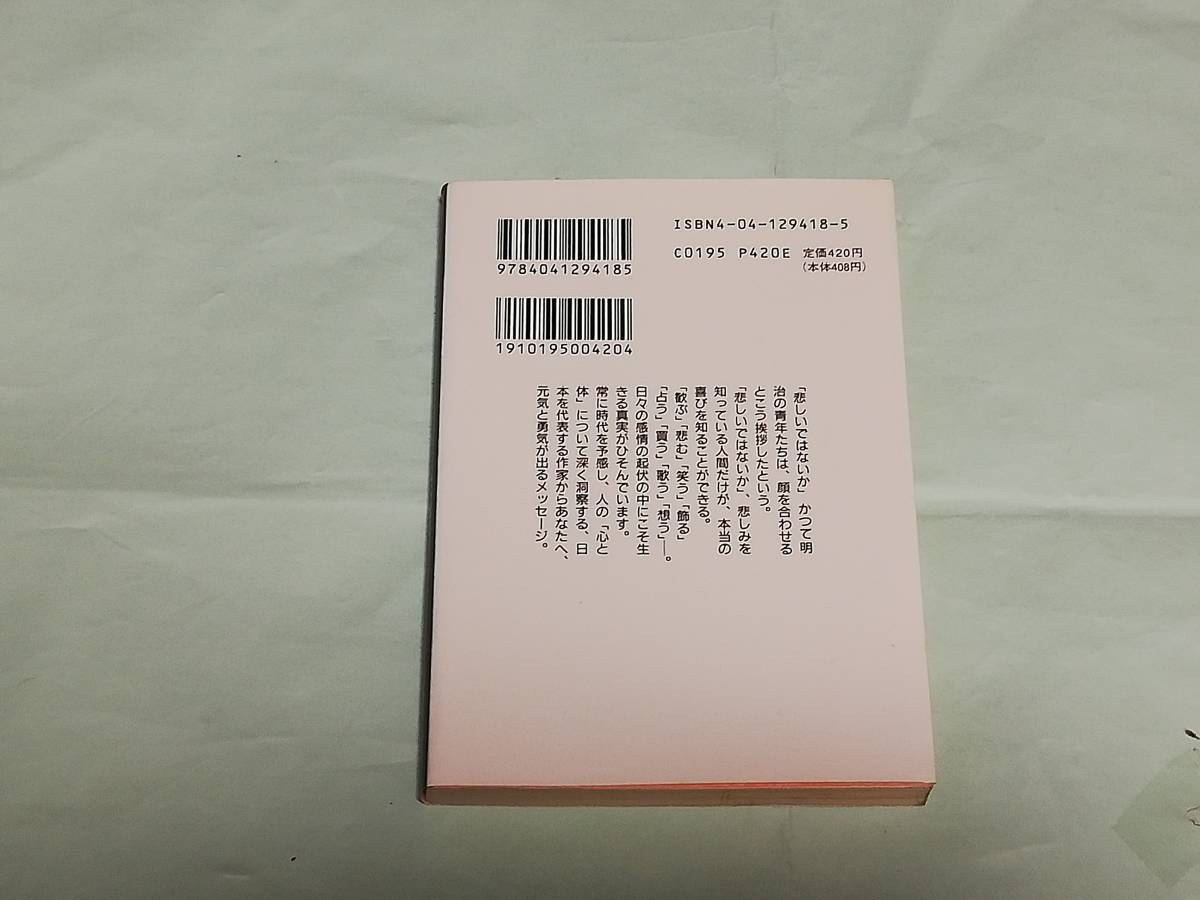 ISBN4-04-129418-5
C0195 P420E 定価420円
(本体408円)
9784041294185
1910195004204
「悲しいではないか」かつて明
治の青年たちは、顔を合わせる
とこう挨拶したという。
「悲しいではないか」、悲しみを
知っている人間だけが、本当の
喜びを知ることができる。
「歓ぶ」「悲む」「笑う」「飾る」
「占う」「買う」「歌う」「想う」―。
日々の感情の起伏の中にこそ生
きる真実がひそんでいます。
常に時代を予感し、人の「心と
体」について深く洞察する、日
本を代表する作家からあなたへ、
元気と勇気が出るメッセージ。